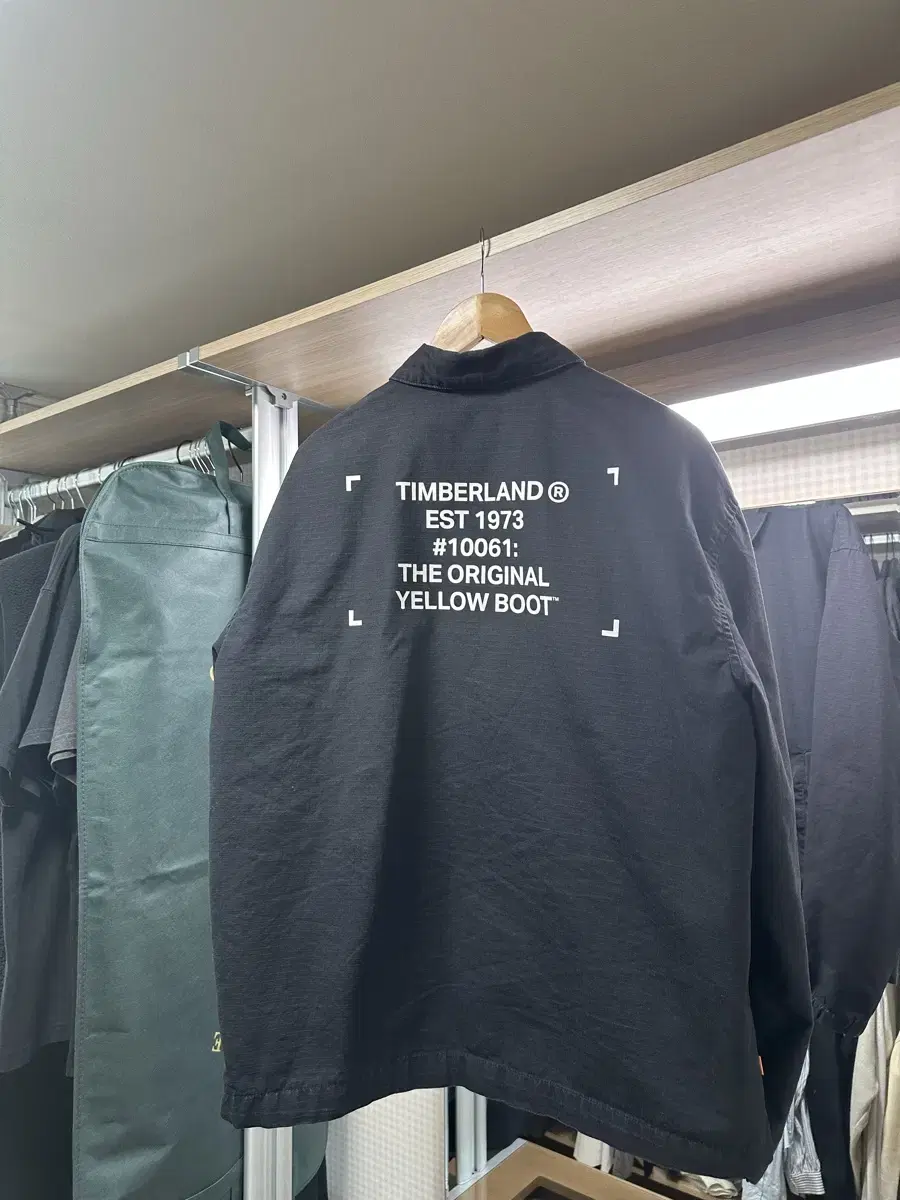 TIMBERLAND ®
EST 1973
#10061:
THE ORIGINAL
YELLOW BOOT™